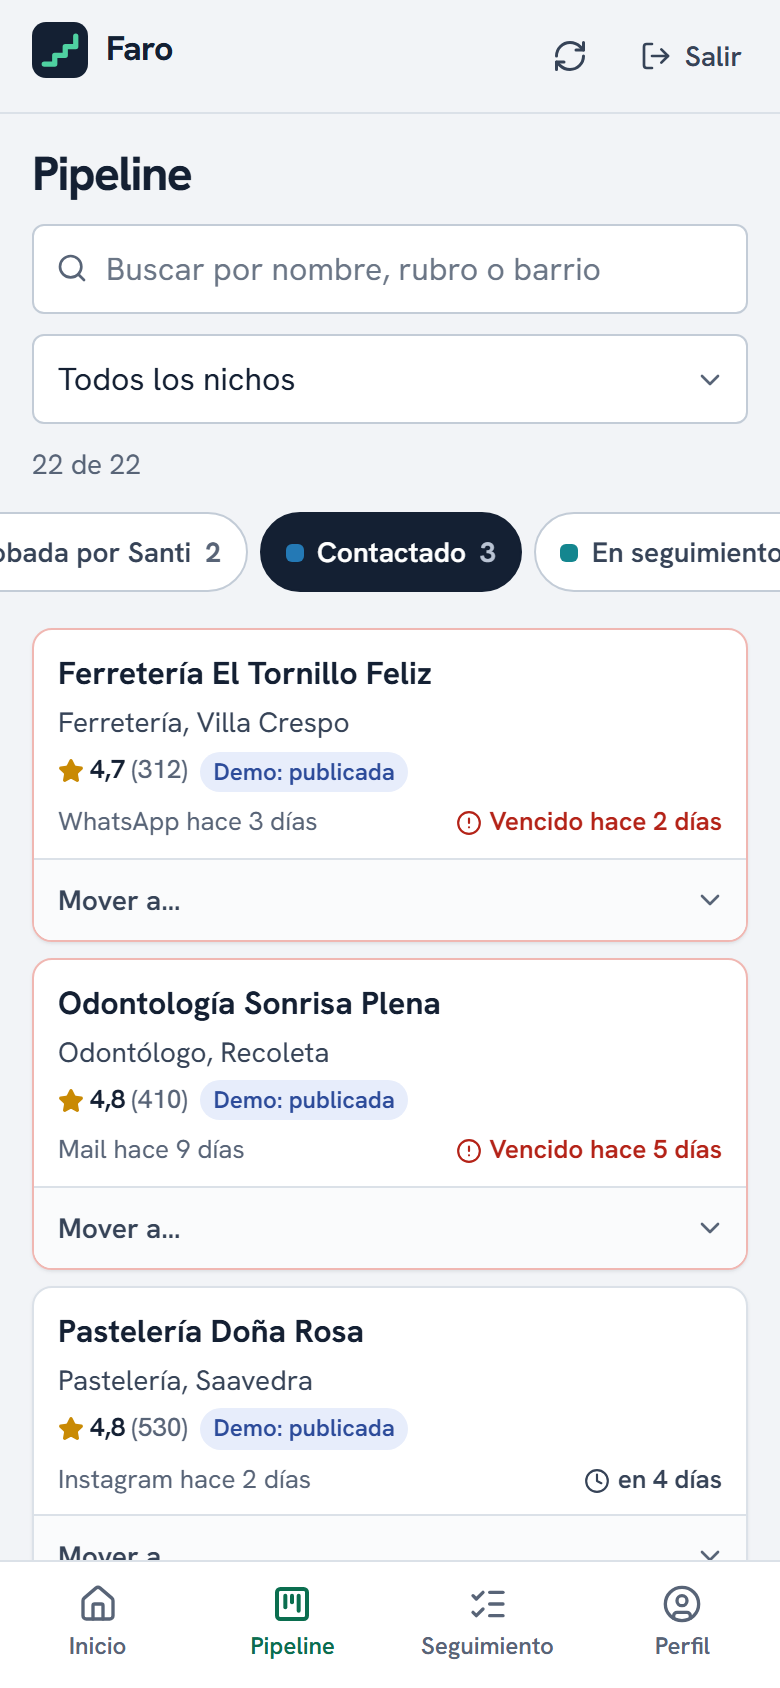 Faro
Salir
Pipeline
Buscar por nombre, rubro o barrio
Todos los nichos
22 de 22
obada por Santi 2
Contactado 3
En seguimiento
Ferretería El Tornillo Feliz
Ferretería, Villa Crespo
4,7 (312) Demo: publicada
WhatsApp hace 3 días
Vencido hace 2 días
Mover a...
Odontología Sonrisa Plena
Odontólogo, Recoleta
4,8 (410) Demo: publicada
Mail hace 9 días
Vencido hace 5 días
Mover a...
Pastelería Doña Rosa
Pastelería, Saavedra
4,8 (530) Demo: publicada
Instagram hace 2 días
en 4 días
Mover a
Inicio
Pipeline
Seguimiento
Perfil